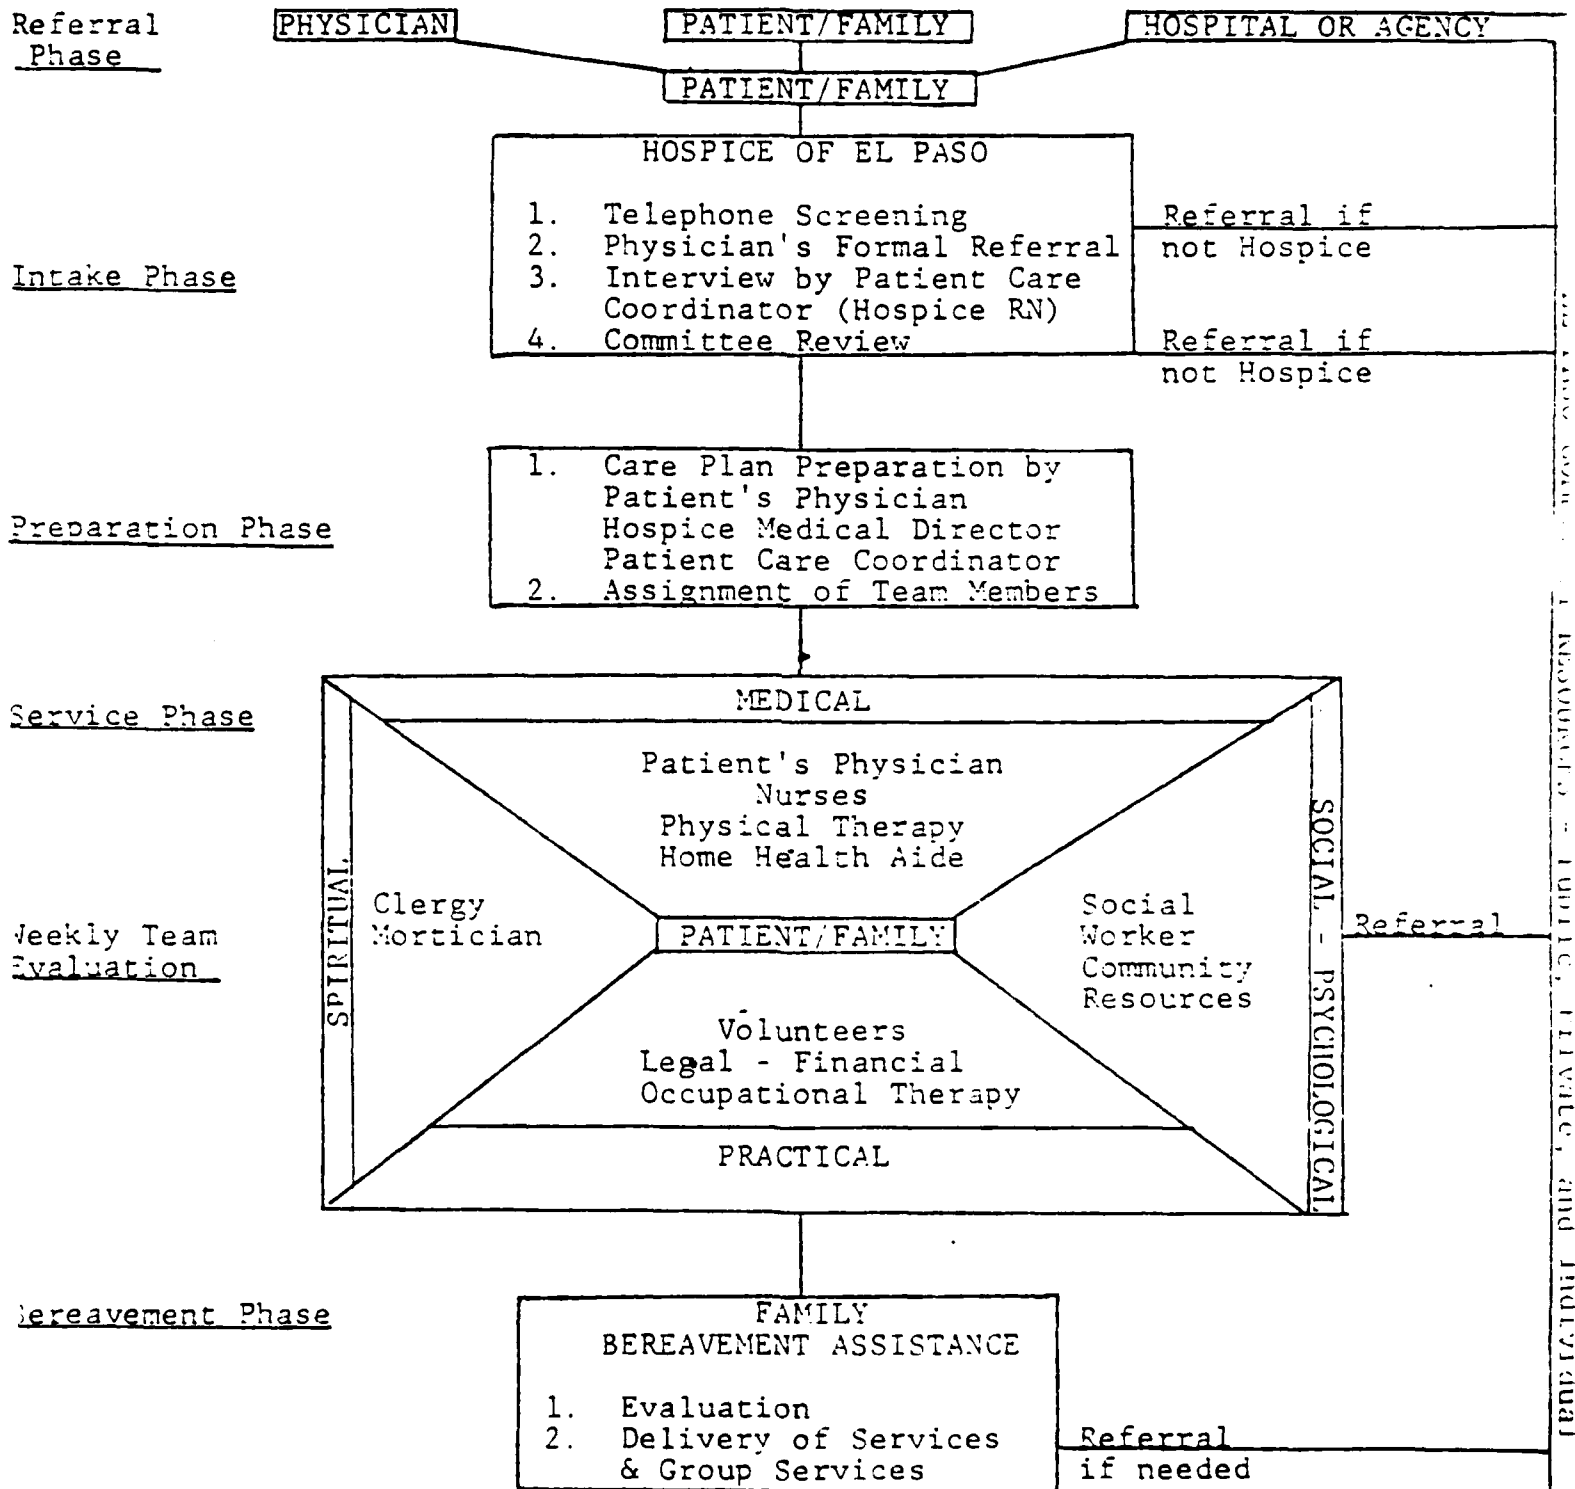 Referral
Phase
PHYSICIAN
PATIENT/FAMILY
HOSPITAL OR AGENCY
PATIENT/FAMILY
Intake Phase
HOSPICE OF EL PASO
1. Telephone Screening
2. Physician's Formal Referral
3. Interview by Patient Care
Coordinator (Hospice RN)
4. Committee Review
Referral if
not Hospice
Referral if
not Hospice
Preparation Phase
1. Care Plan Preparation by
Patient's Physician
Hospice Medical Director
Patient Care Coordinator
2. Assignment of Team Members
Service Phase
MEDICAL
Patient's Physician
Nurses
Physical Therapy
Home Health Aide
Weekly Team
Evaluation
SPIRITUAL
Clergy
Mortician
PATIENT/FAMILY
Social
Worker
Community
Resources
SOCIAL - PSYCHOLOGICAL
Referral
Volunteers
Legal - Financial
Occupational Therapy
PRACTICAL
Bereavement Phase
FAMILY
BEREAVEMENT ASSISTANCE
1. Evaluation
2. Delivery of Services
& Group Services
Referral
if needed
RESOURCES - Public, Private, and Individual